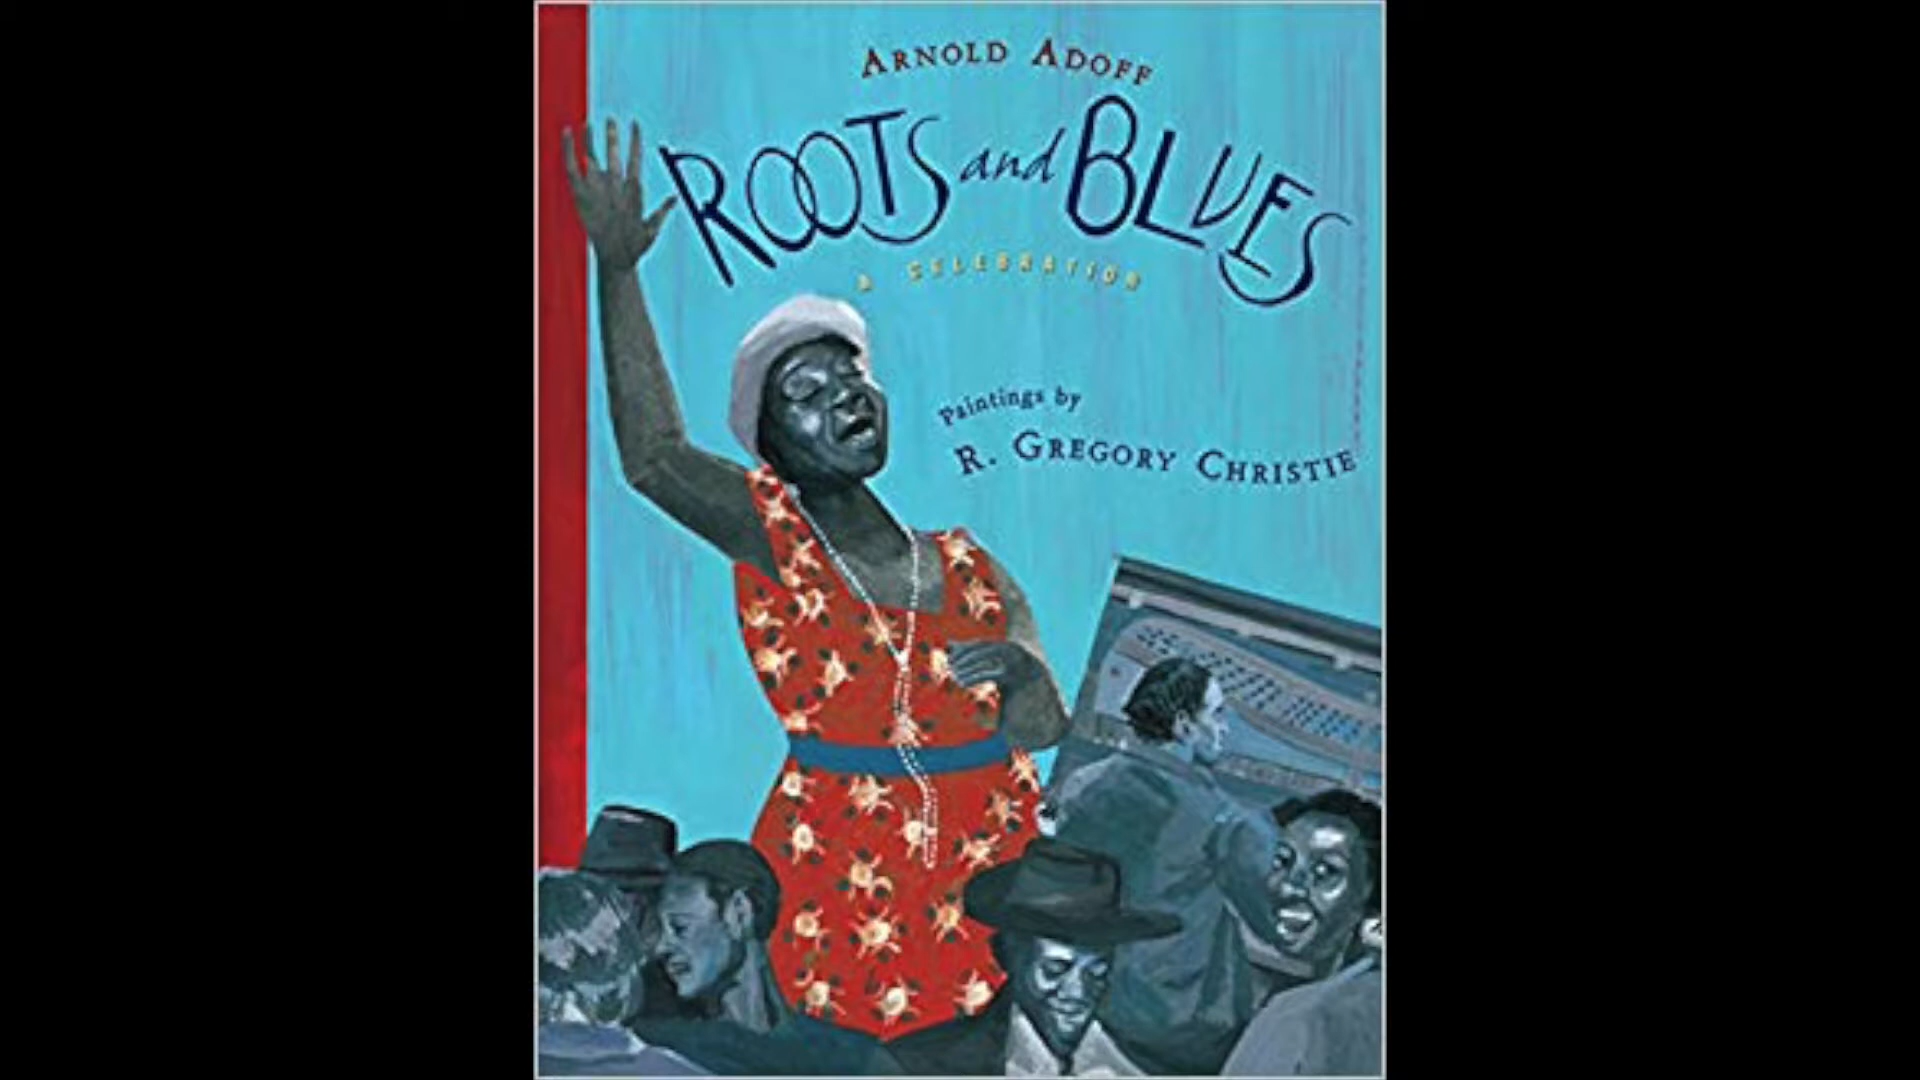 ARNOLD ADOFF
ROOTS and BLUES
A CELEBRATION
Paintings by
R. GREGORY CHRISTIE